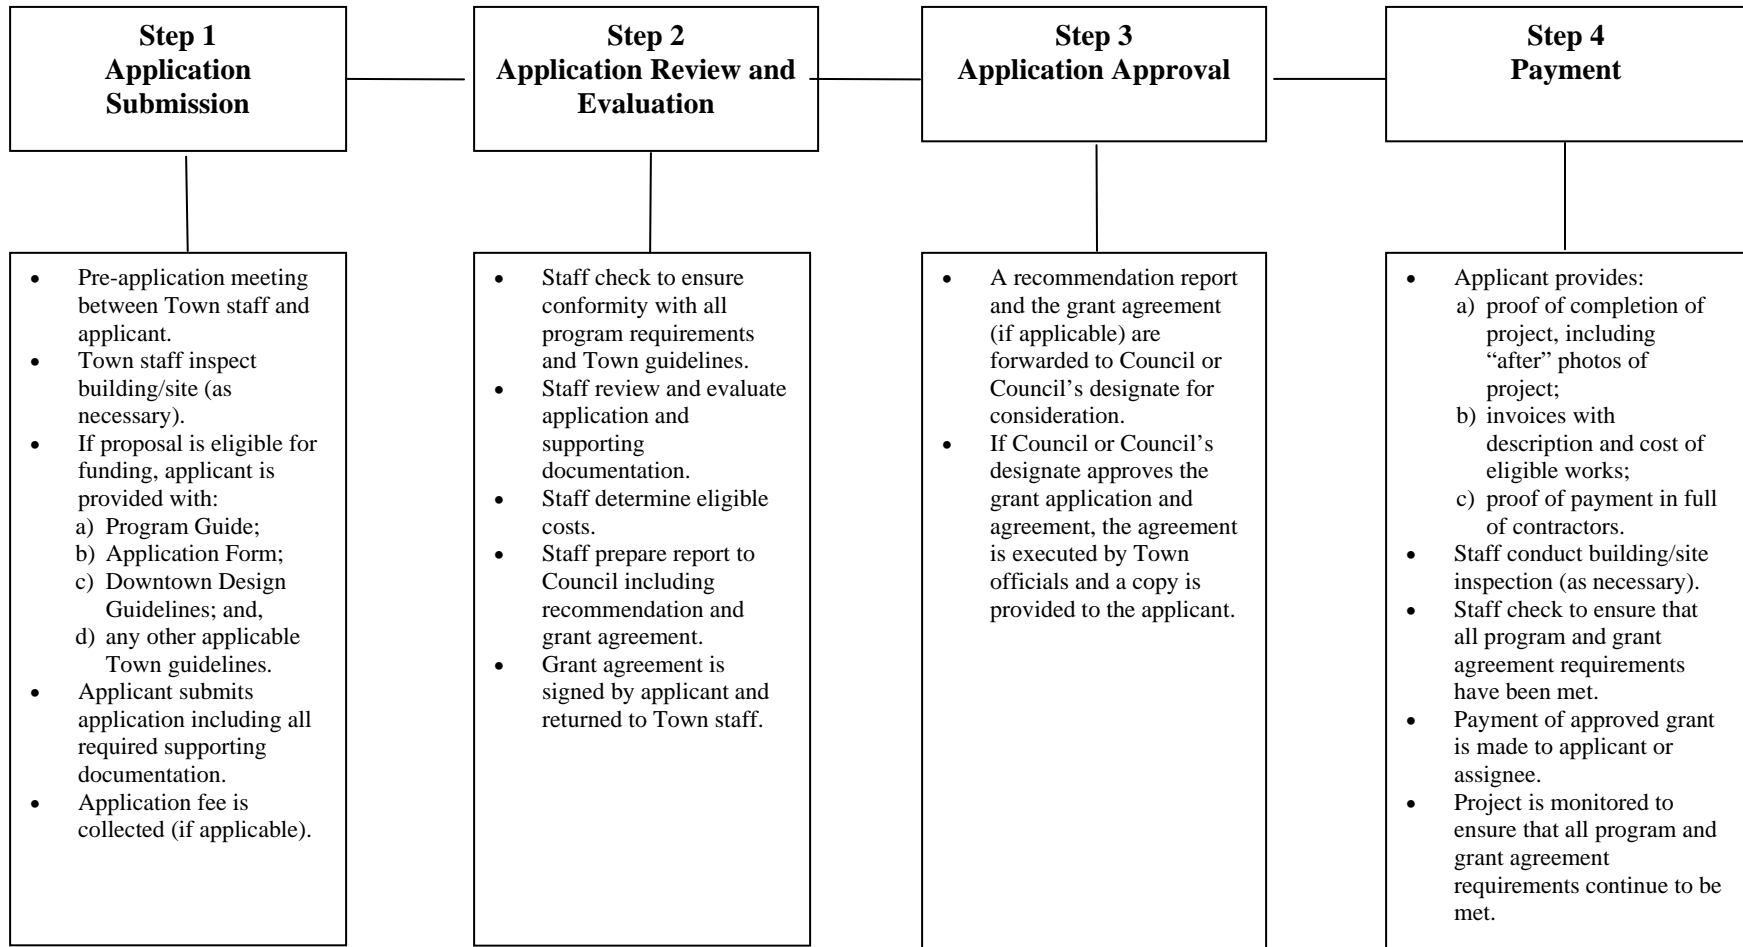 Step 1
Application
Submission
Step 2
Application Review and
Evaluation
Step 3
Application Approval
Step 4
Payment
• Pre-application meeting
between Town staff and
applicant.
• Town staff inspect
building/site (as
necessary).
• If proposal is eligible for
funding, applicant is
provided with:
a) Program Guide;
b) Application Form;
c) Downtown Design
Guidelines; and,
d) any other applicable
Town guidelines.
• Applicant submits
application including all
required supporting
documentation.
• Application fee is
collected (if applicable).
• Staff check to ensure
conformity with all
program requirements
and Town guidelines.
• Staff review and evaluate
application and
supporting
documentation.
• Staff determine eligible
costs.
• Staff prepare report to
Council including
recommendation and
grant agreement.
• Grant agreement is
signed by applicant and
returned to Town staff.
• A recommendation report
and the grant agreement
(if applicable) are
forwarded to Council or
Council’s designate for
consideration.
• If Council or Council’s
designate approves the
grant application and
agreement, the agreement
is executed by Town
officials and a copy is
provided to the applicant.
• Applicant provides:
a) proof of completion of
project, including
“after” photos of
project;
b) invoices with
description and cost of
eligible works;
c) proof of payment in full
of contractors.
• Staff conduct building/site
inspection (as necessary).
• Staff check to ensure that
all program and grant
agreement requirements
have been met.
• Payment of approved grant
is made to applicant or
assignee.
• Project is monitored to
ensure that all program and
grant agreement
requirements continue to be
met.